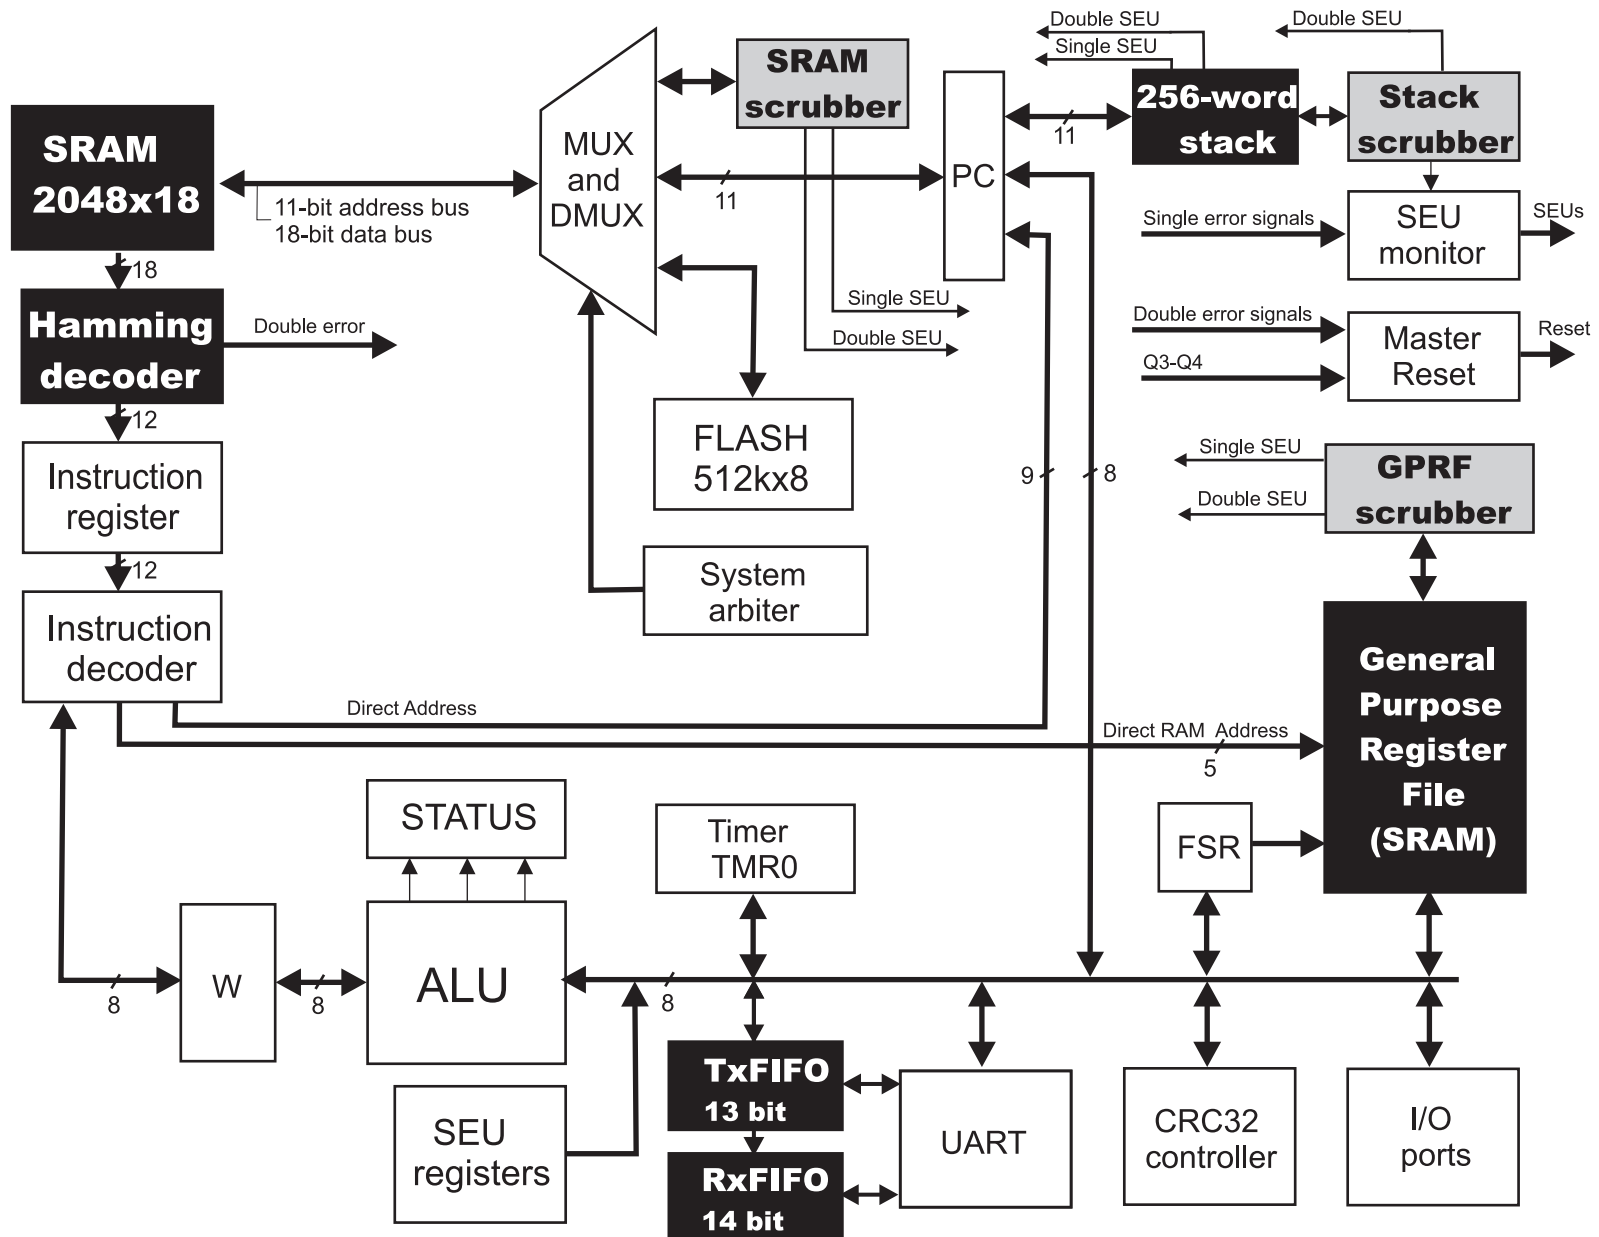 Double SEU
Single SEU
Double SEU
SRAM
scrubber
256-word
stack
Stack
scrubber
11
SRAM
2048x18
MUX
and
DMUX
PC
11
11-bit address bus
18-bit data bus
Single error signals
SEU
monitor
SEUs
18
Single SEU
Double SEU
Hamming
decoder
Double error
Double error signals
Q3-Q4
Master
Reset
Reset
12
FLASH
512kx8
Instruction
register
9
8
Single SEU
Double SEU
GPRF
scrubber
12
System
arbiter
Instruction
decoder
General
Purpose
Register
File
(SRAM)
Direct Address
Direct RAM Address
5
STATUS
Timer
TMR0
FSR
W
ALU
8
8
8
TxFIFO
13 bit
SEU
registers
UART
CRC32
controller
I/O
ports
RxFIFO
14 bit